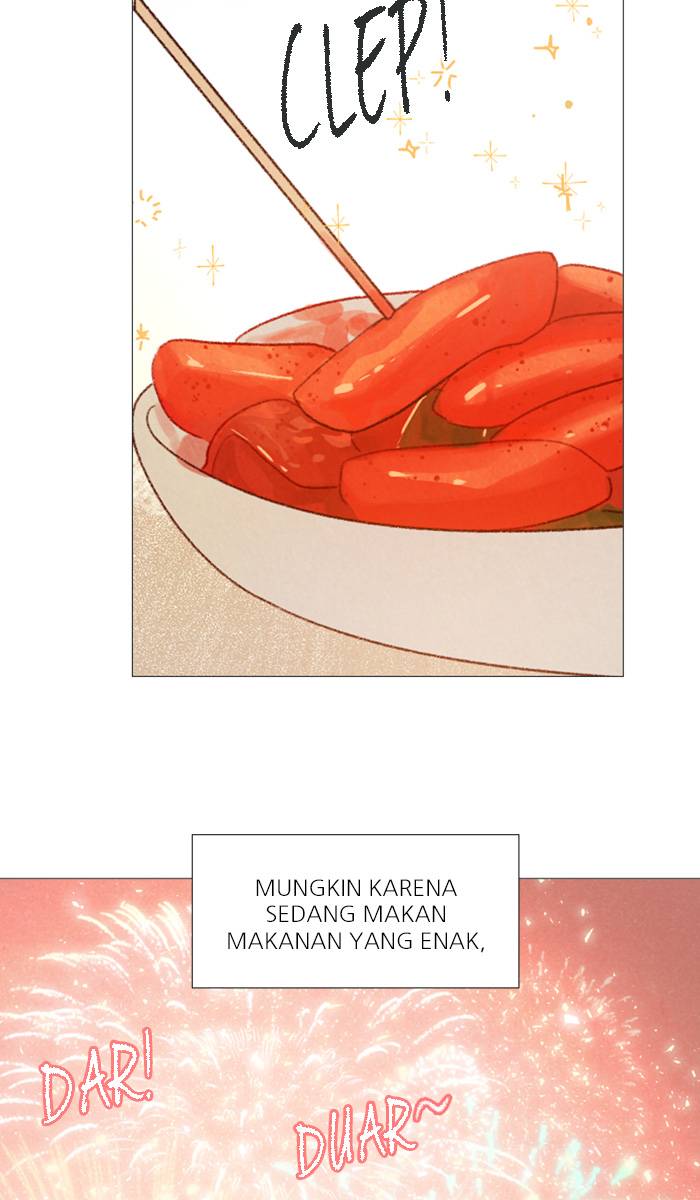 CLEP!
MUNGKIN KARENA
SEDANG MAKAN
MAKANAN YANG ENAK,
DAR!
DUAR~